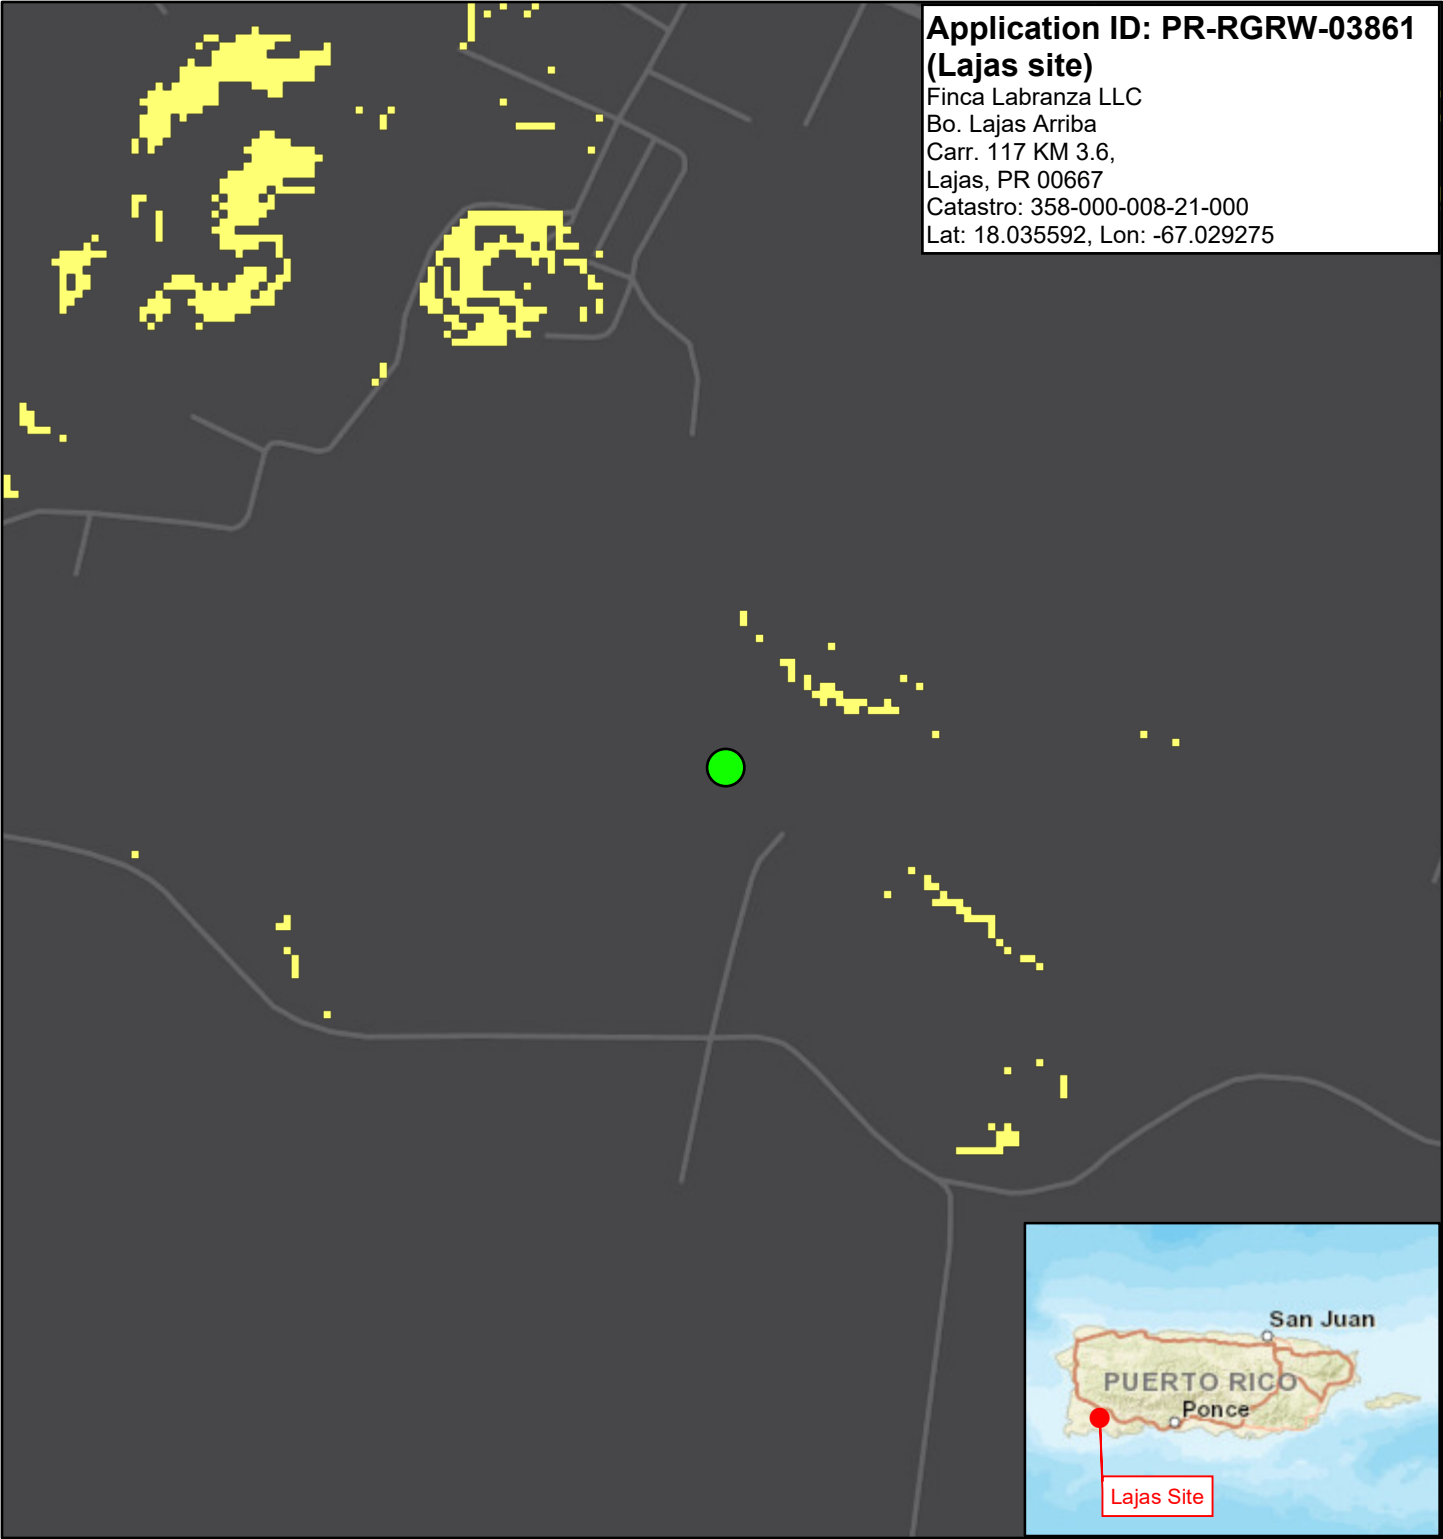 Application ID: PR-RGRW-03861
(Lajas site)
Finca Labranza LLC
Bo. Lajas Arriba
Carr. 117 KM 3.6,
Lajas, PR 00667
Catastro: 358-000-008-21-000
Lat: 18.035592, Lon: -67.029275
San Juan
PUERTO RICO
Ponce
Lajas Site